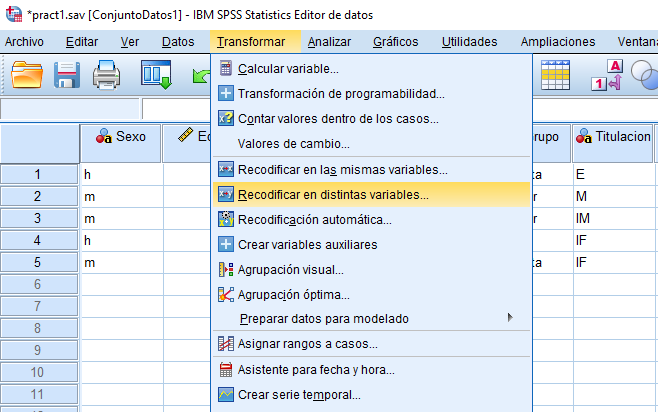 *pract1.sav [ConjuntoDatos1] - IBM SPSS Statistics Editor de datos
Archivo Editar Ver Datos Transformar Analizar Gráficos Utilidades Ampliaciones Ventana
Calcular variable...
Transformación de programabilidad...
Contar valores dentro de los casos...
Valores de cambio...
Recodificar en las mismas variables...
Recodificar en distintas variables...
Recodificación automática...
Crear variables auxiliares
Agrupación visual...
Agrupación óptima...
Preparar datos para modelado
Asignar rangos a casos...
Asistente para fecha y hora...
Crear serie temporal...
Sexo Ed rupo Titulacion
1 h ta E
2 m r M
3 m r IM
4 h IF
5 m ta IF
6
7
8
9
10
11